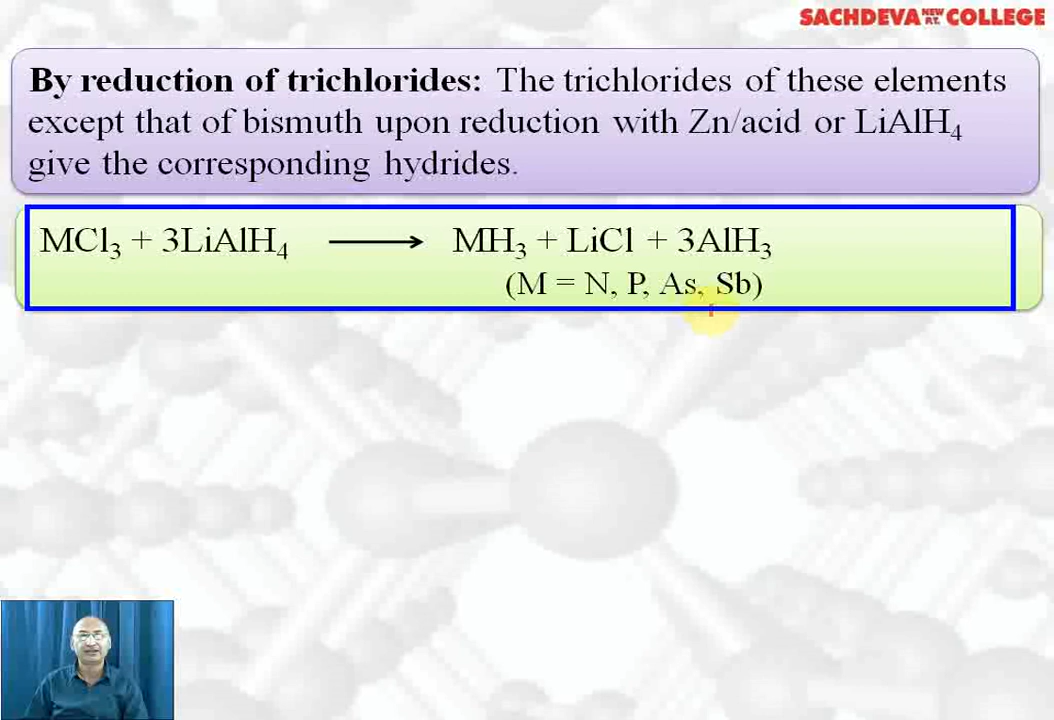 SACHDEVA NEW P.T. COLLEGE
By reduction of trichlorides: The trichlorides of these elements
except that of bismuth upon reduction with Zn/acid or LiAlH₄
give the corresponding hydrides.
MCl₃ + 3LiAlH₄ ⟶ MH₃ + LiCl + 3AlH₃
(M = N, P, As, Sb)